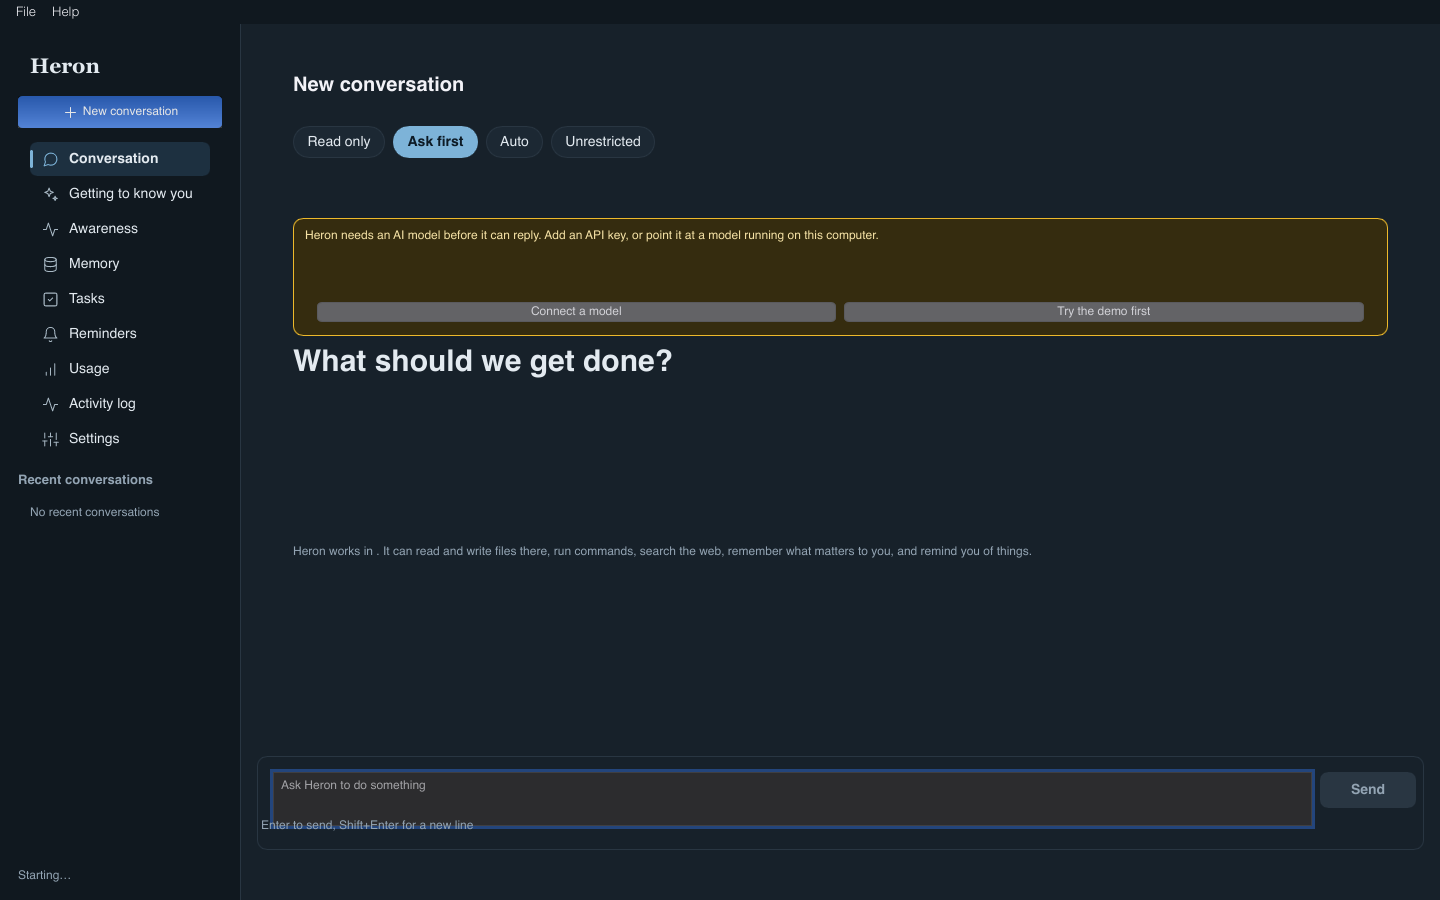 File Help
Heron
New conversation
Conversation
Getting to know you
Awareness
Memory
Tasks
Reminders
Usage
Activity log
Settings
Recent conversations
No recent conversations
Starting…
New conversation
Read only Ask first Auto Unrestricted
Heron needs an AI model before it can reply. Add an API key, or point it at a model running on this computer.
Connect a model Try the demo first
What should we get done?
Heron works in . It can read and write files there, run commands, search the web, remember what matters to you, and remind you of things.
Ask Heron to do something
Send
Enter to send, Shift+Enter for a new line